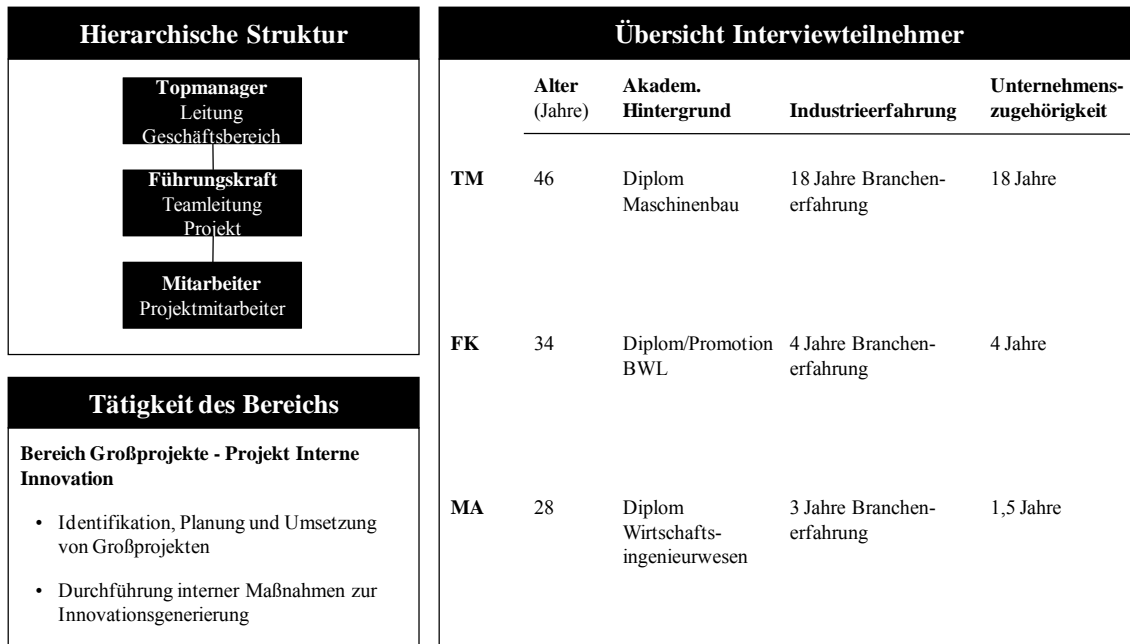 Hierarchische Struktur
Topmanager
Leitung
Geschäftsbereich
Führungskraft
Teamleitung
Projekt
Mitarbeiter
Projektmitarbeiter
Tätigkeit des Bereichs
Bereich Großprojekte - Projekt Interne
Innovation
• Identifikation, Planung und Umsetzung
von Großprojekten
• Durchführung interner Maßnahmen zur
Innovationsgenerierung
Übersicht Interviewteilnehmer
Alter Akadem. Unternehmens-
(Jahre) Hintergrund Industrieerfahrung zugehörigkeit
TM 46 Diplom 18 Jahre Branchen- 18 Jahre
Maschinenbau erfahrung
FK 34 Diplom/Promotion 4 Jahre Branchen- 4 Jahre
BWL erfahrung
MA 28 Diplom 3 Jahre Branchen- 1,5 Jahre
Wirtschafts- erfahrung
ingenieurwesen